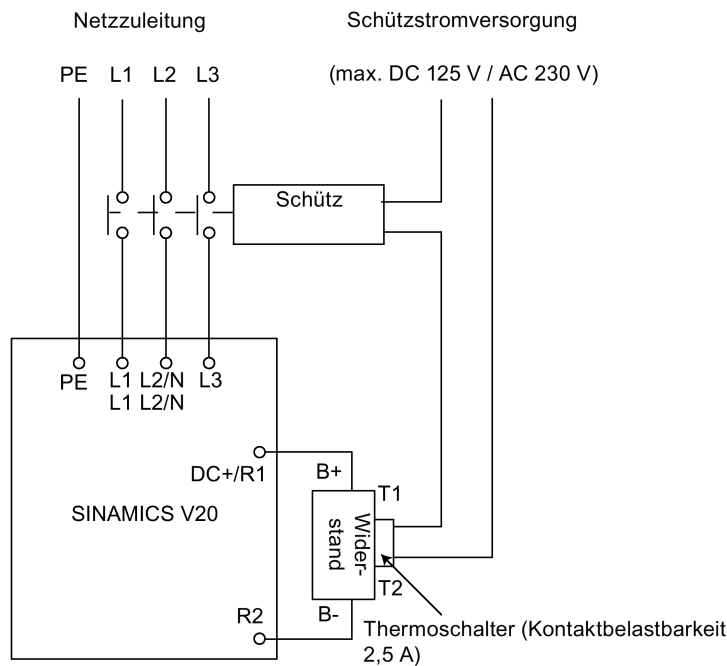 Netzzuleitung
Schützstromversorgung
PE L1 L2 L3
(max. DC 125 V / AC 230 V)
Schütz
PE L1 L2/N L3
L1 L2/N
DC+/R1
B+
T1
SINAMICS V20
Wider-
stand
T2
R2
B-
Thermoschalter (Kontaktbelastbarkeit
2,5 A)